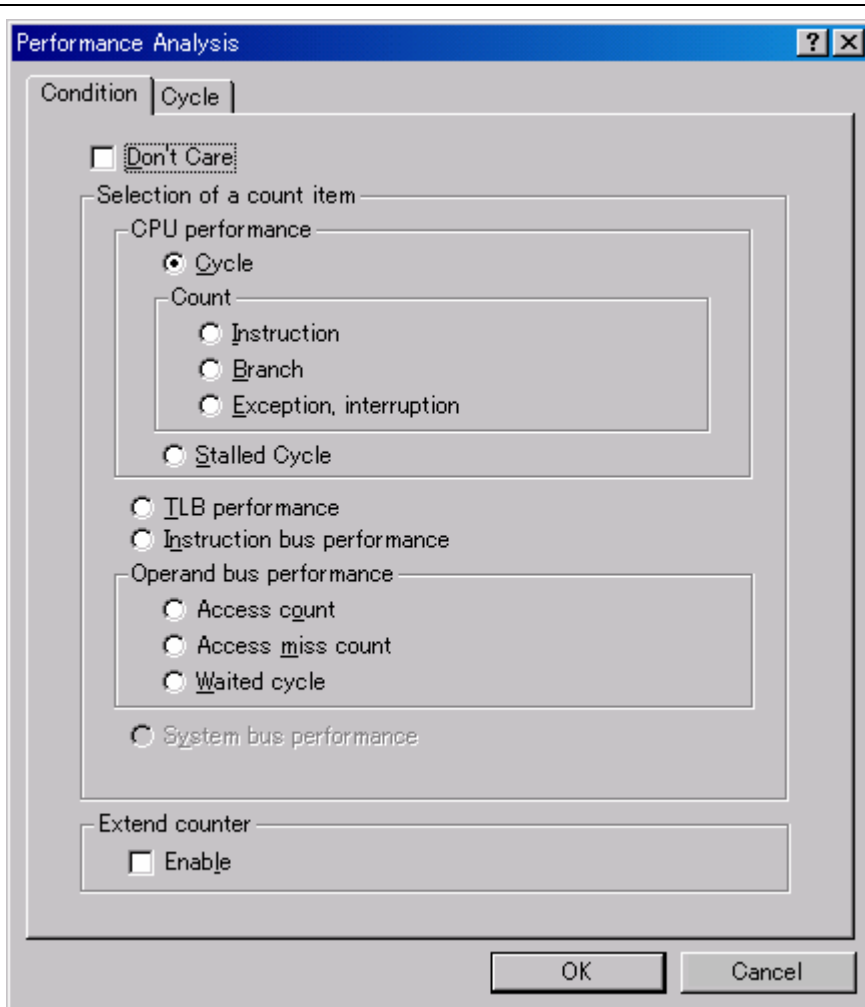 Performance Analysis
Condition
Cycle
Don't Care
Selection of a count item
CPU performance
Cycle
Count
Instruction
Branch
Exception, interruption
Stalled Cycle
TLB performance
Instruction bus performance
Operand bus performance
Access count
Access miss count
Waited cycle
System bus performance
Extend counter
Enable
OK
Cancel